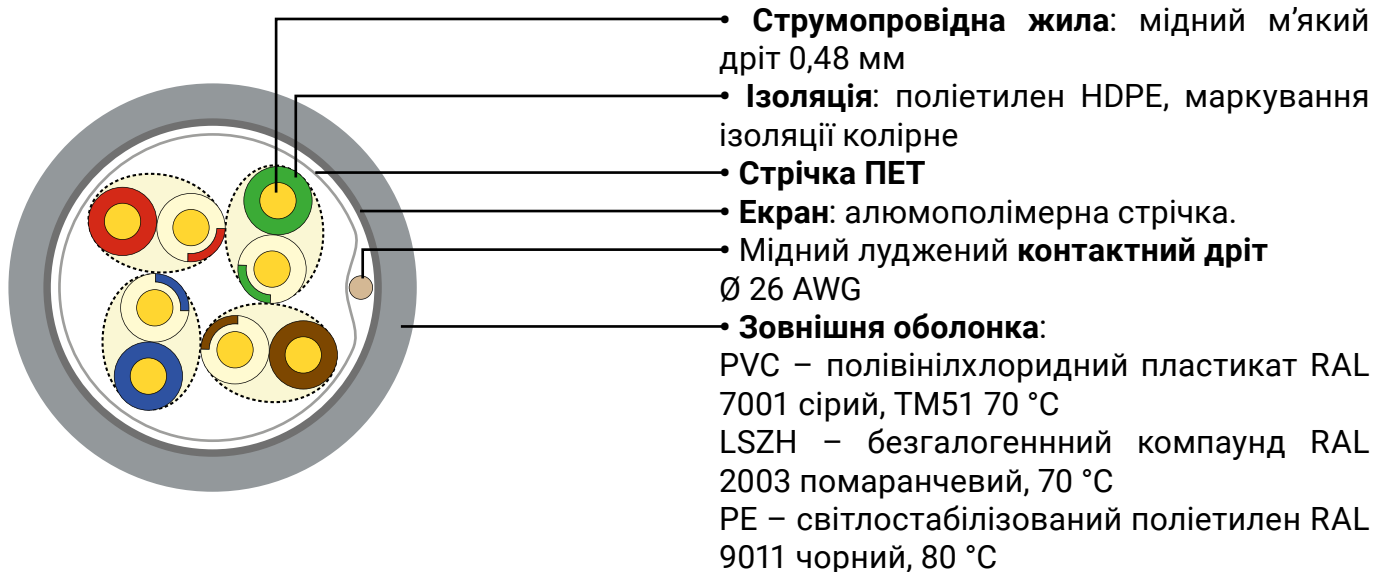 • Струмопровідна жила: мідний м’який
дріт 0,48 мм
• Ізоляція: поліетилен HDPE, маркування
ізоляції колірне
• Стрічка ПЕТ
• Екран: алюмополімерна стрічка.
• Мідний луджений контактний дріт
Ø 26 AWG
• Зовнішня оболонка:
PVC – полівінілхлоридний пластикат RAL
7001 сірий, TM51 70 °C
LSZH – безгалогеннний компаунд RAL
2003 помаранчевий, 70 °C
PE – світлостабілізований поліетилен RAL
9011 чорний, 80 °C